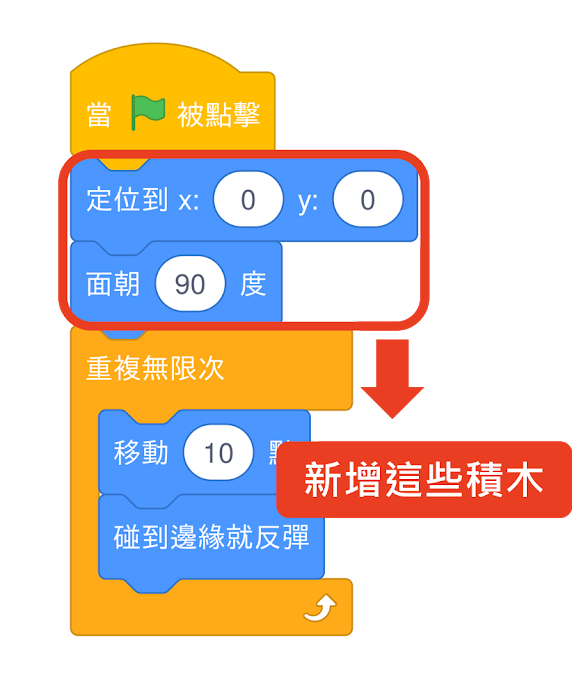 當 被點擊
定位到 x: 0 y: 0
面朝 90 度
重複無限次
移動 10
新增這些積木
碰到邊緣就反彈